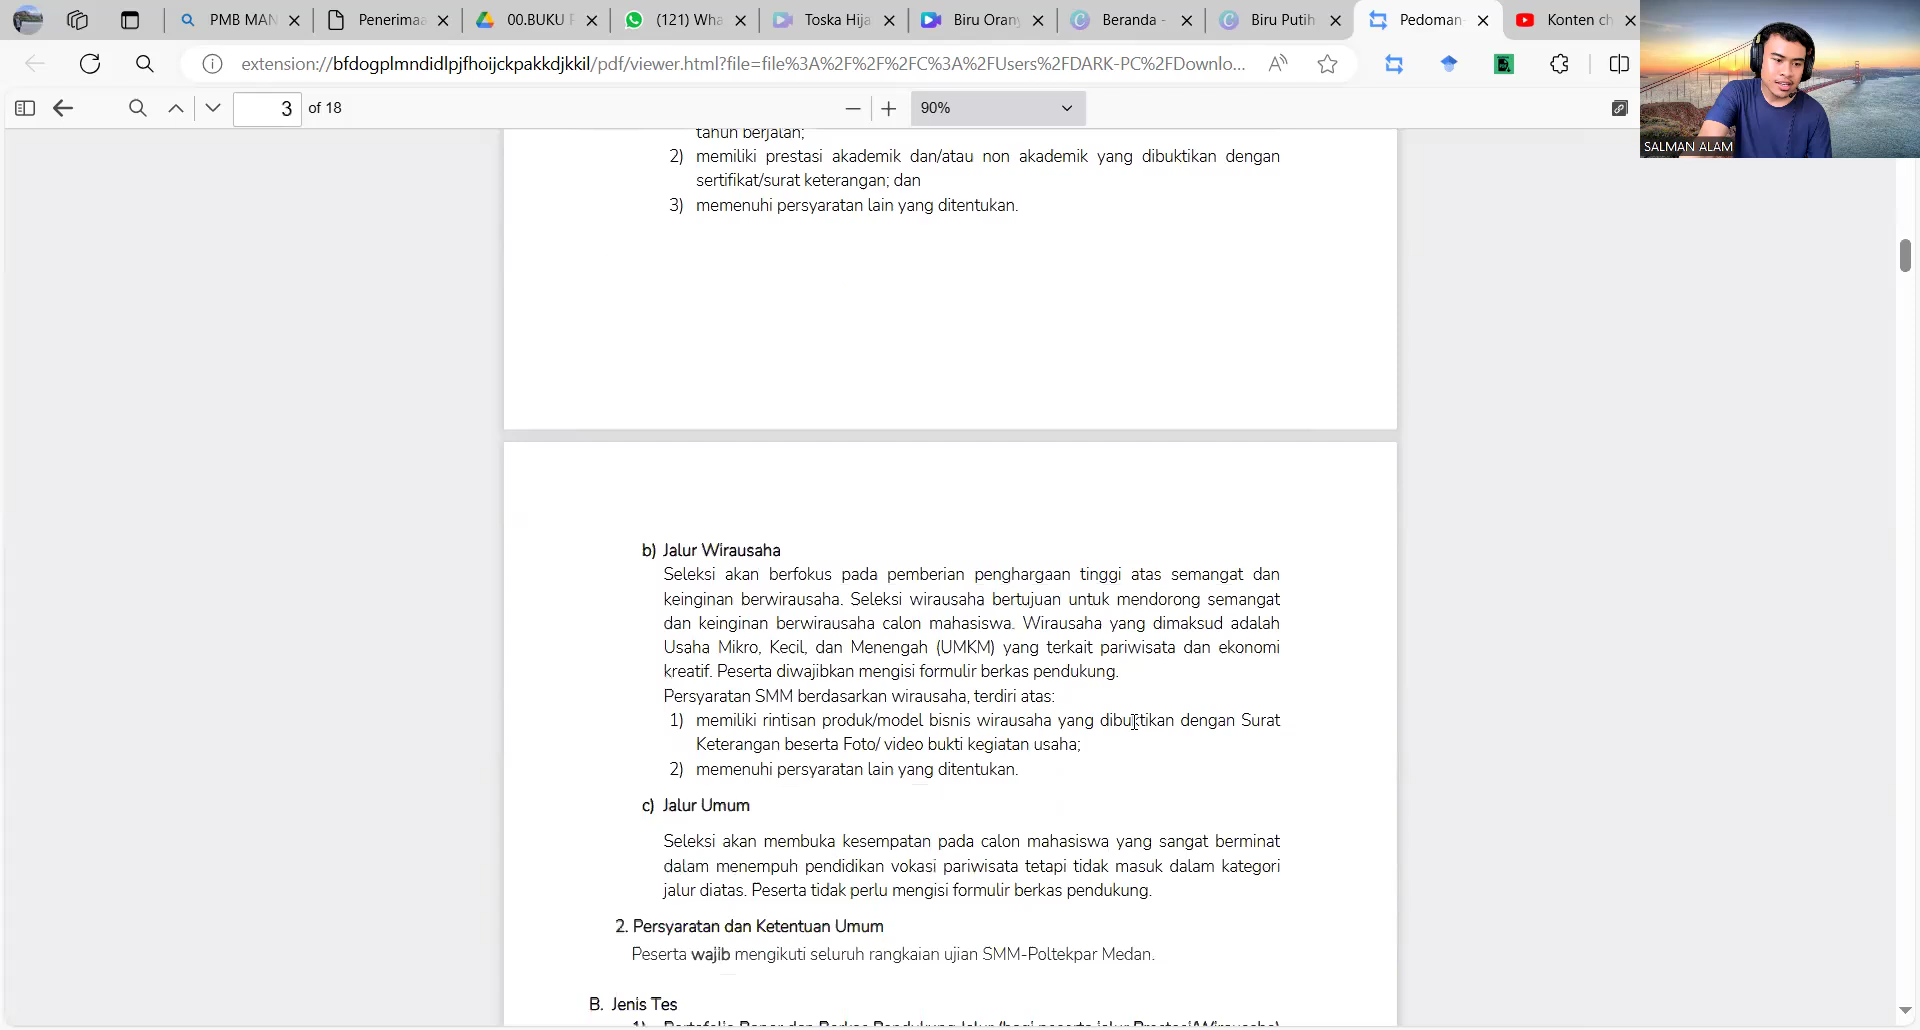 PMB MAN
Penerimaa
00.BUKU P
(121) Wha
Toska Hija
Biru Orany
Beranda -
Biru Putih
Pedoman-
Konten ch
extension://bfdogplmndidlpjfhoijckpakkdjkkil/pdf/viewer.html?file=file%3A%2F%2F%2FC%3A%2FUsers%2FDARK-PC%2FDownlo...
3 of 18
90%
SALMAN ALAM
tahun berjalan;
2) memiliki prestasi akademik dan/atau non akademik yang dibuktikan dengan
sertifikat/surat keterangan; dan
3) memenuhi persyaratan lain yang ditentukan.
b) Jalur Wirausaha
Seleksi akan berfokus pada pemberian penghargaan tinggi atas semangat dan
keinginan berwirausaha. Seleksi wirausaha bertujuan untuk mendorong semangat
dan keinginan berwirausaha calon mahasiswa. Wirausaha yang dimaksud adalah
Usaha Mikro, Kecil, dan Menengah (UMKM) yang terkait pariwisata dan ekonomi
kreatif. Peserta diwajibkan mengisi formulir berkas pendukung.
Persyaratan SMM berdasarkan wirausaha, terdiri atas:
1) memiliki rintisan produk/model bisnis wirausaha yang dibuktikan dengan Surat
Keterangan beserta Foto/ video bukti kegiatan usaha;
2) memenuhi persyaratan lain yang ditentukan.
c) Jalur Umum
Seleksi akan membuka kesempatan pada calon mahasiswa yang sangat berminat
dalam menempuh pendidikan vokasi pariwisata tetapi tidak masuk dalam kategori
jalur diatas. Peserta tidak perlu mengisi formulir berkas pendukung.
2. Persyaratan dan Ketentuan Umum
Peserta wajib mengikuti seluruh rangkaian ujian SMM-Poltekpar Medan.
B. Jenis Tes